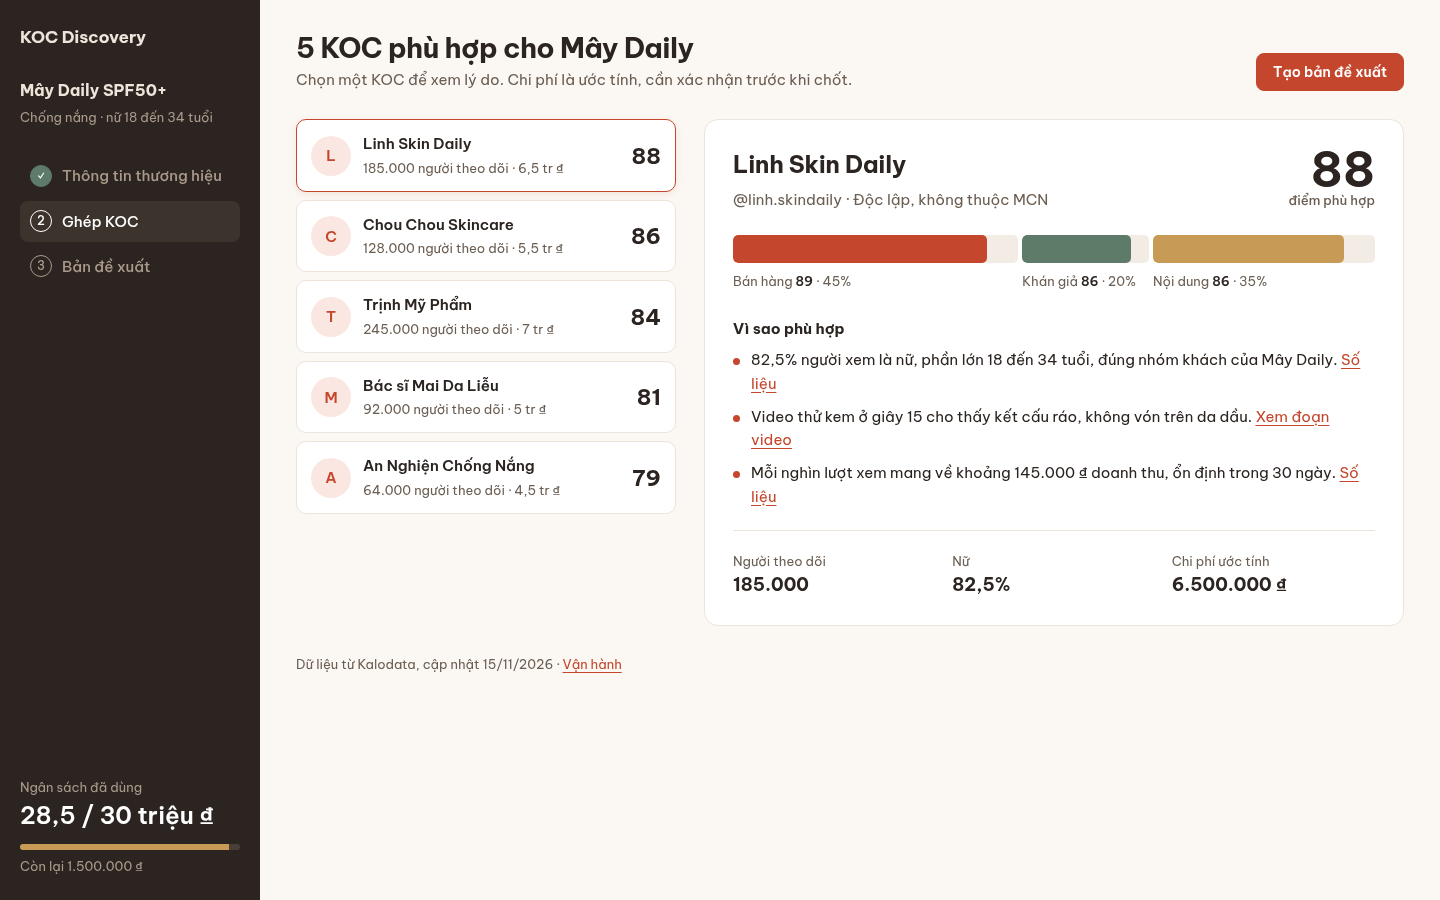 KOC Discovery
Mây Daily SPF50+
Chống nắng · nữ 18 đến 34 tuổi
Thông tin thương hiệu
2 Ghép KOC
3 Bản đề xuất
Ngân sách đã dùng
28,5 / 30 triệu ₫
Còn lại 1.500.000 ₫
5 KOC phù hợp cho Mây Daily
Chọn một KOC để xem lý do. Chi phí là ước tính, cần xác nhận trước khi chốt.
Tạo bản đề xuất
L
Linh Skin Daily
185.000 người theo dõi · 6,5 tr ₫
88
C
Chou Chou Skincare
128.000 người theo dõi · 5,5 tr ₫
86
T
Trịnh Mỹ Phẩm
245.000 người theo dõi · 7 tr ₫
84
M
Bác sĩ Mai Da Liễu
92.000 người theo dõi · 5 tr ₫
81
A
An Nghiện Chống Nắng
64.000 người theo dõi · 4,5 tr ₫
79
Linh Skin Daily
@linh.skindaily · Độc lập, không thuộc MCN
88
điểm phù hợp
Bán hàng 89 · 45%
Khán giả 86 · 20%
Nội dung 86 · 35%
Vì sao phù hợp
82,5% người xem là nữ, phần lớn 18 đến 34 tuổi, đúng nhóm khách của Mây Daily. Số
liệu
Video thử kem ở giây 15 cho thấy kết cấu ráo, không vón trên da dầu. Xem đoạn
video
Mỗi nghìn lượt xem mang về khoảng 145.000 ₫ doanh thu, ổn định trong 30 ngày. Số
liệu
Người theo dõi
185.000
Nữ
82,5%
Chi phí ước tính
6.500.000 ₫
Dữ liệu từ Kalodata, cập nhật 15/11/2026 · Vận hành